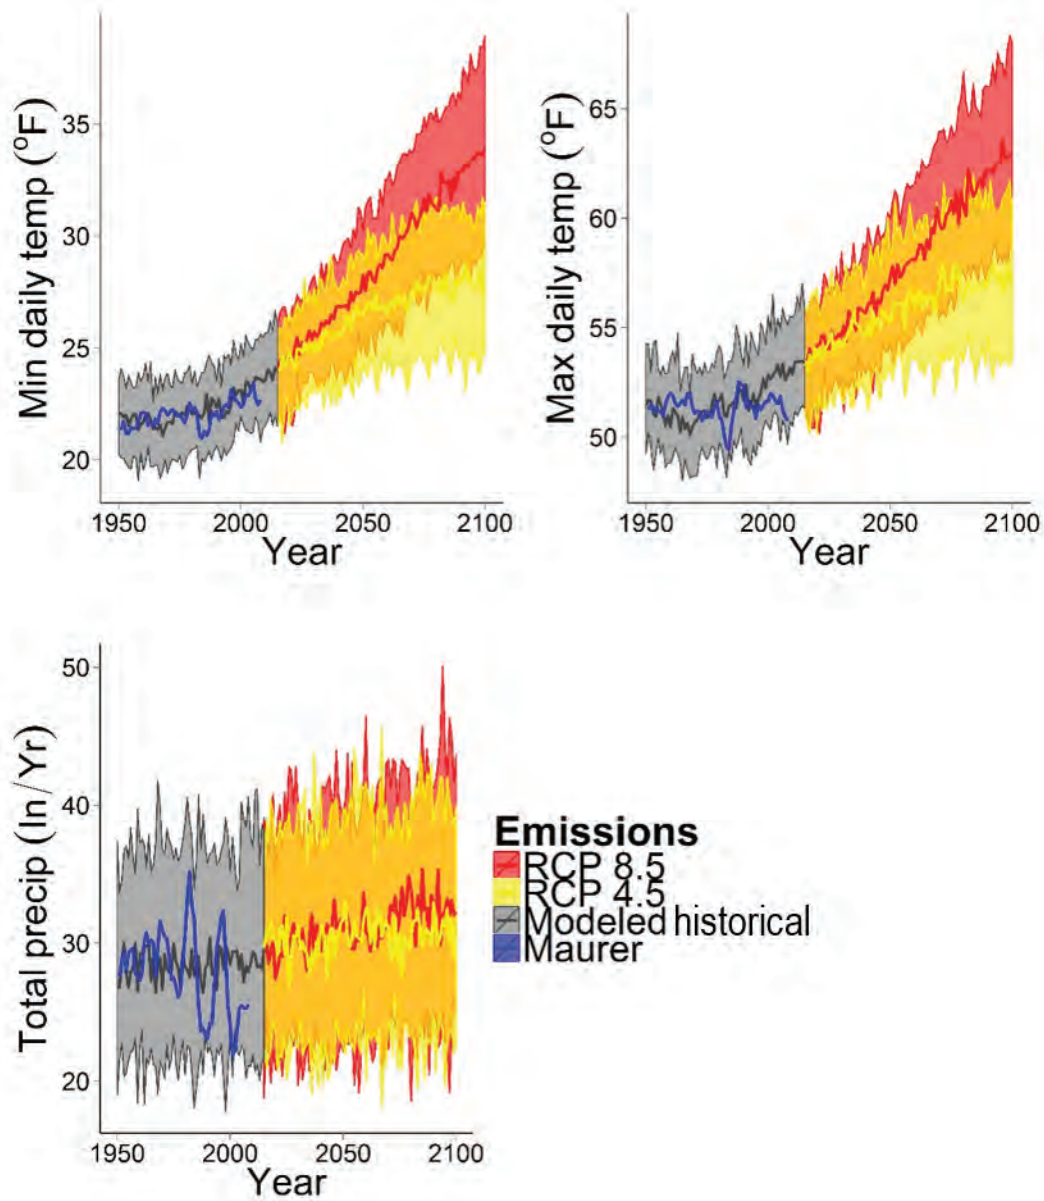 Min daily temp (°F)
35
30
25
20
1950 2000 2050 2100
Year
Max daily temp (°F)
65
60
55
50
1950 2000 2050 2100
Year
Total precip (In/Yr)
50
40
30
20
1950 2000 2050 2100
Year
Emissions
RCP 8.5
RCP 4.5
Modeled historical
Maurer